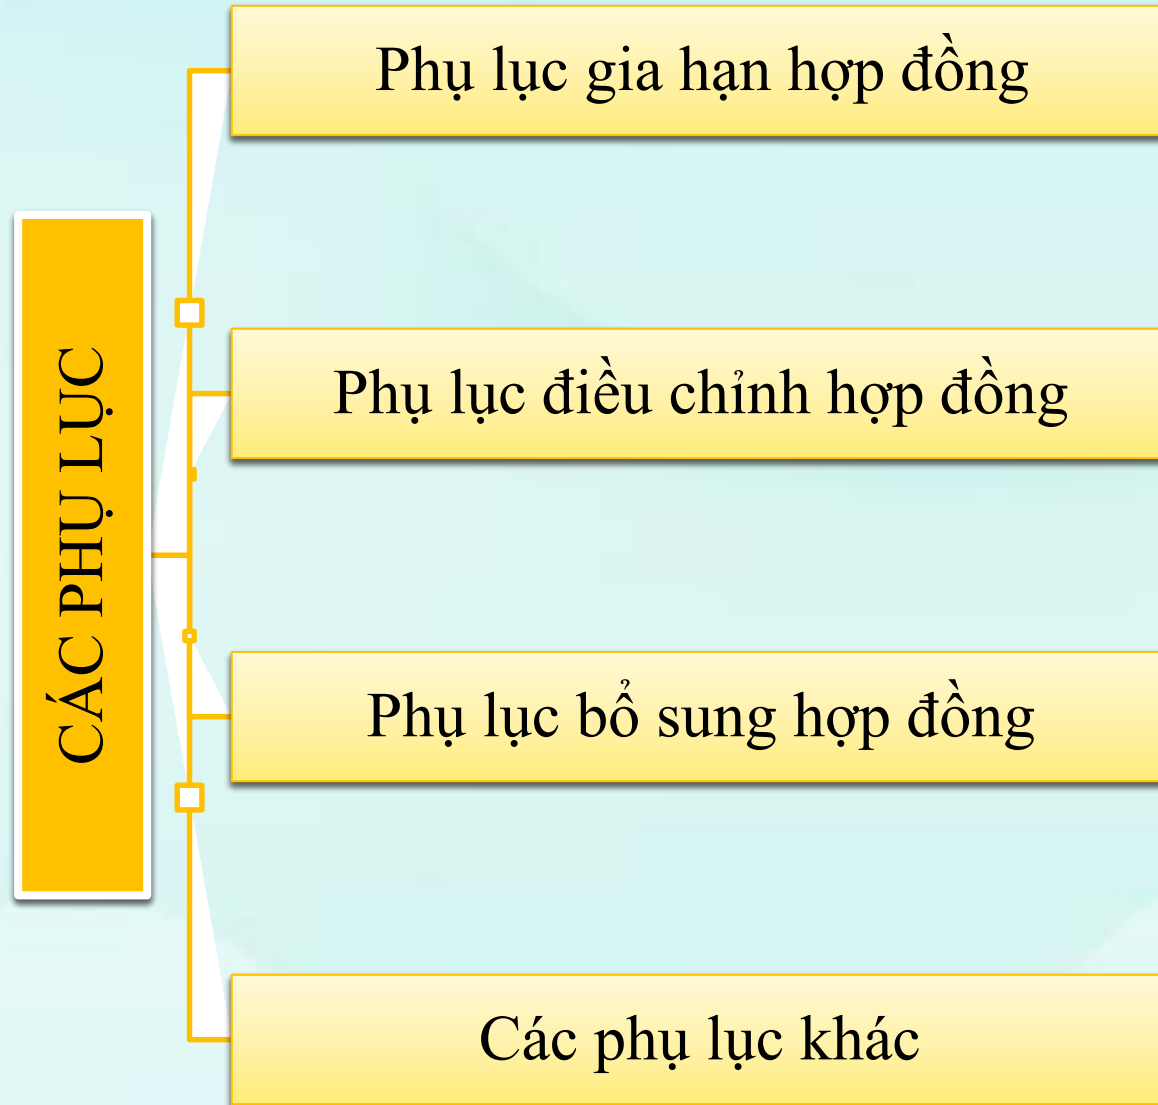 CÁC PHỤ LỤC
Phụ lục gia hạn hợp đồng
Phụ lục điều chỉnh hợp đồng
Phụ lục bổ sung hợp đồng
Các phụ lục khác